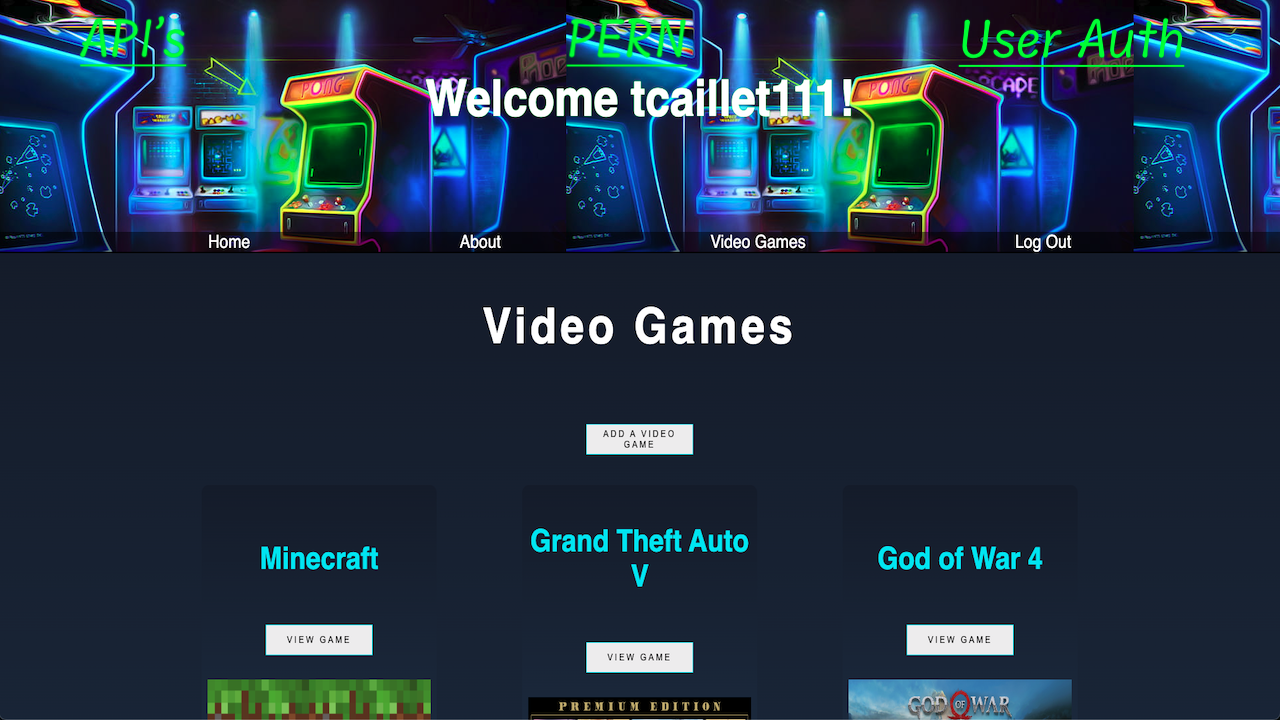 API's PERN User Auth
PONG PONG CAPE
Welcome tcaillet111!
Home About Video Games Log Out
Video Games
ADD A VIDEO
GAME
Minecraft
Grand Theft Auto
V
God of War 4
VIEW GAME
VIEW GAME
VIEW GAME
PREMIUM EDITION
GOD OF WAR